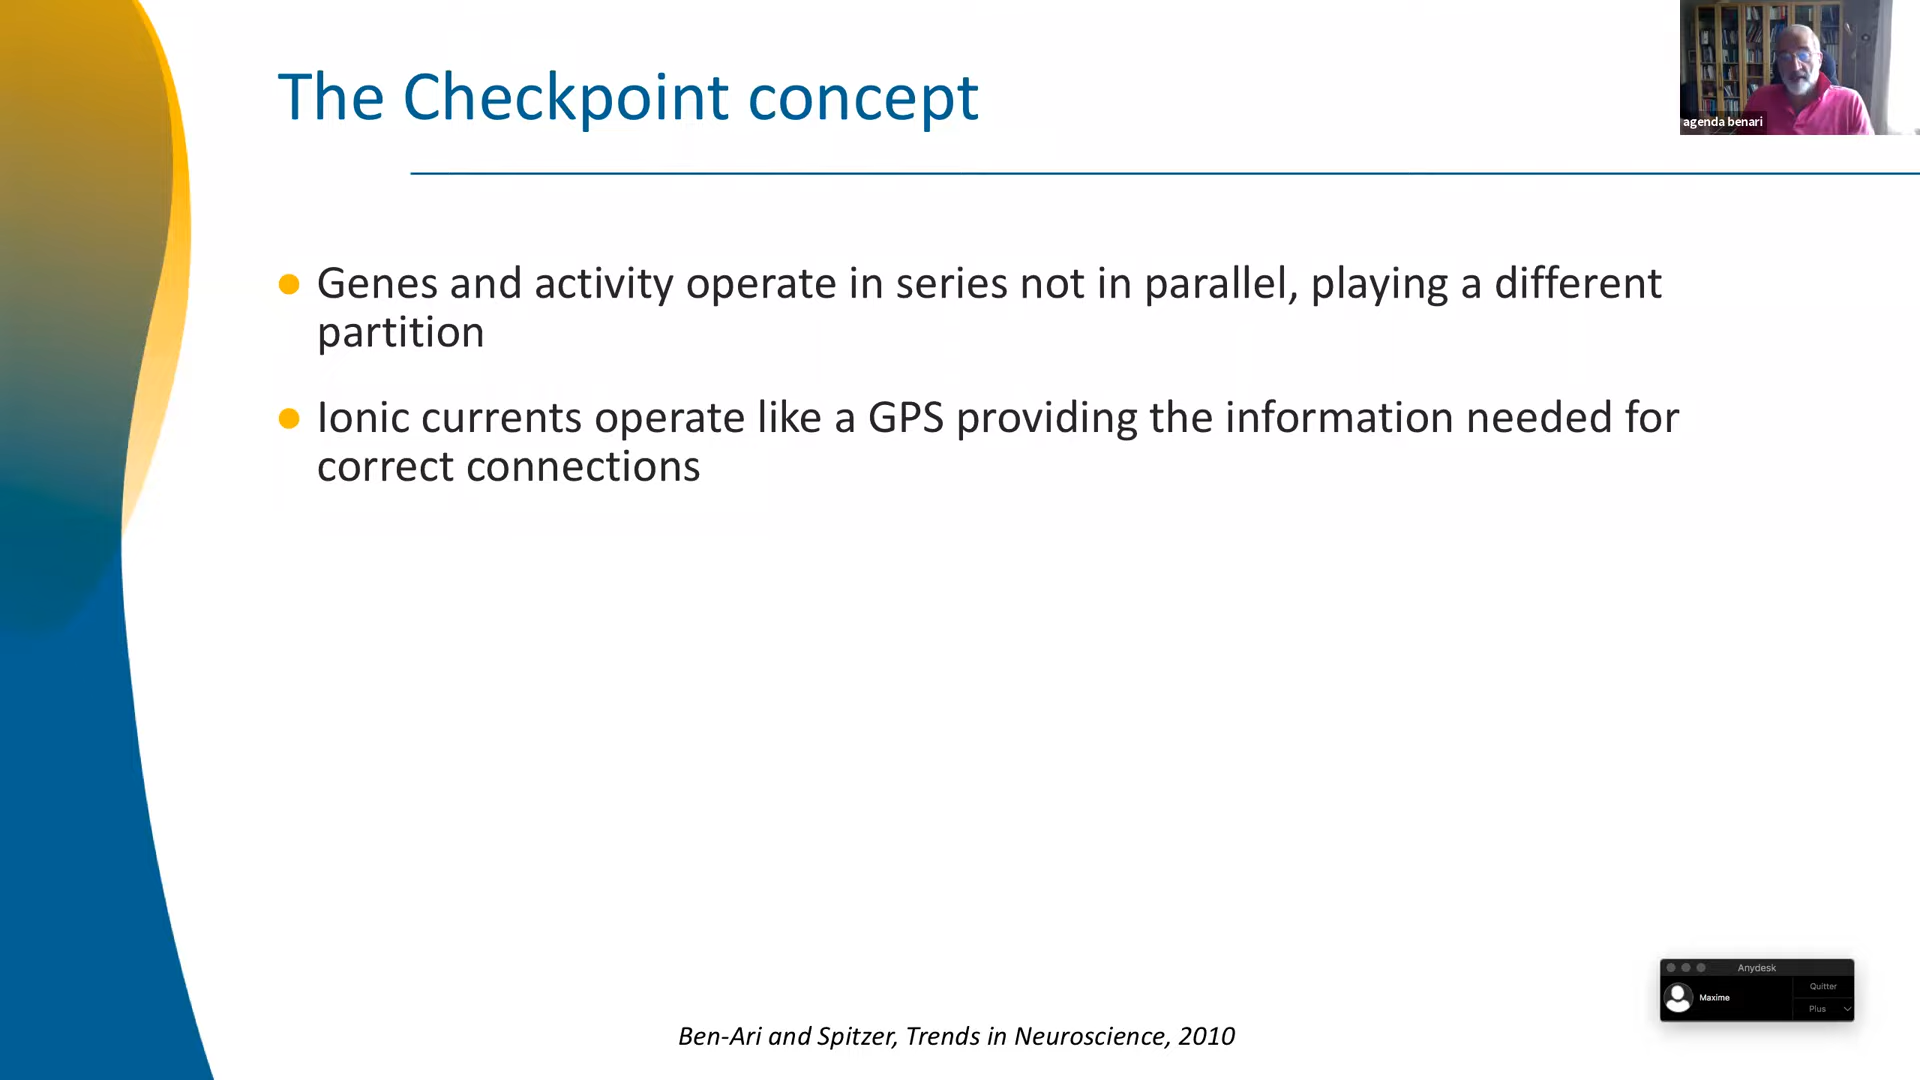 The Checkpoint concept
agenda benari
Genes and activity operate in series not in parallel, playing a different
partition
Ionic currents operate like a GPS providing the information needed for
correct connections
Anydesk
Maxime
Quitter
Plus
Ben-Ari and Spitzer, Trends in Neuroscience, 2010